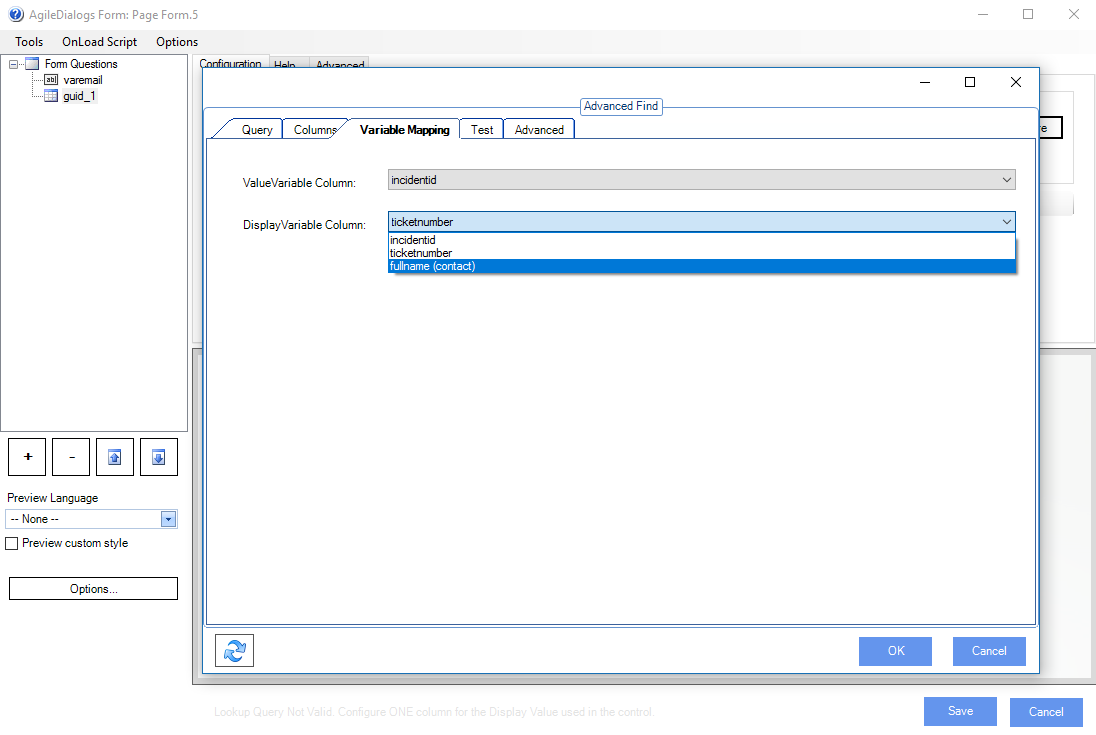 AgileDialogs Form: Page Form.5
Tools OnLoad Script Options
Form Questions
varemail
guid_1
Configuration Help Advanced
Advanced Find
Query Columns Variable Mapping Test Advanced
ValueVariable Column: incidentid
DisplayVariable Column: ticketnumber
incidentid
ticketnumber
fullname (contact)
+ -
Preview Language
-- None --
Preview custom style
Options...
OK Cancel
Lookup Query Not Valid. Configure ONE column for the Display Value used in the control.
Save Cancel